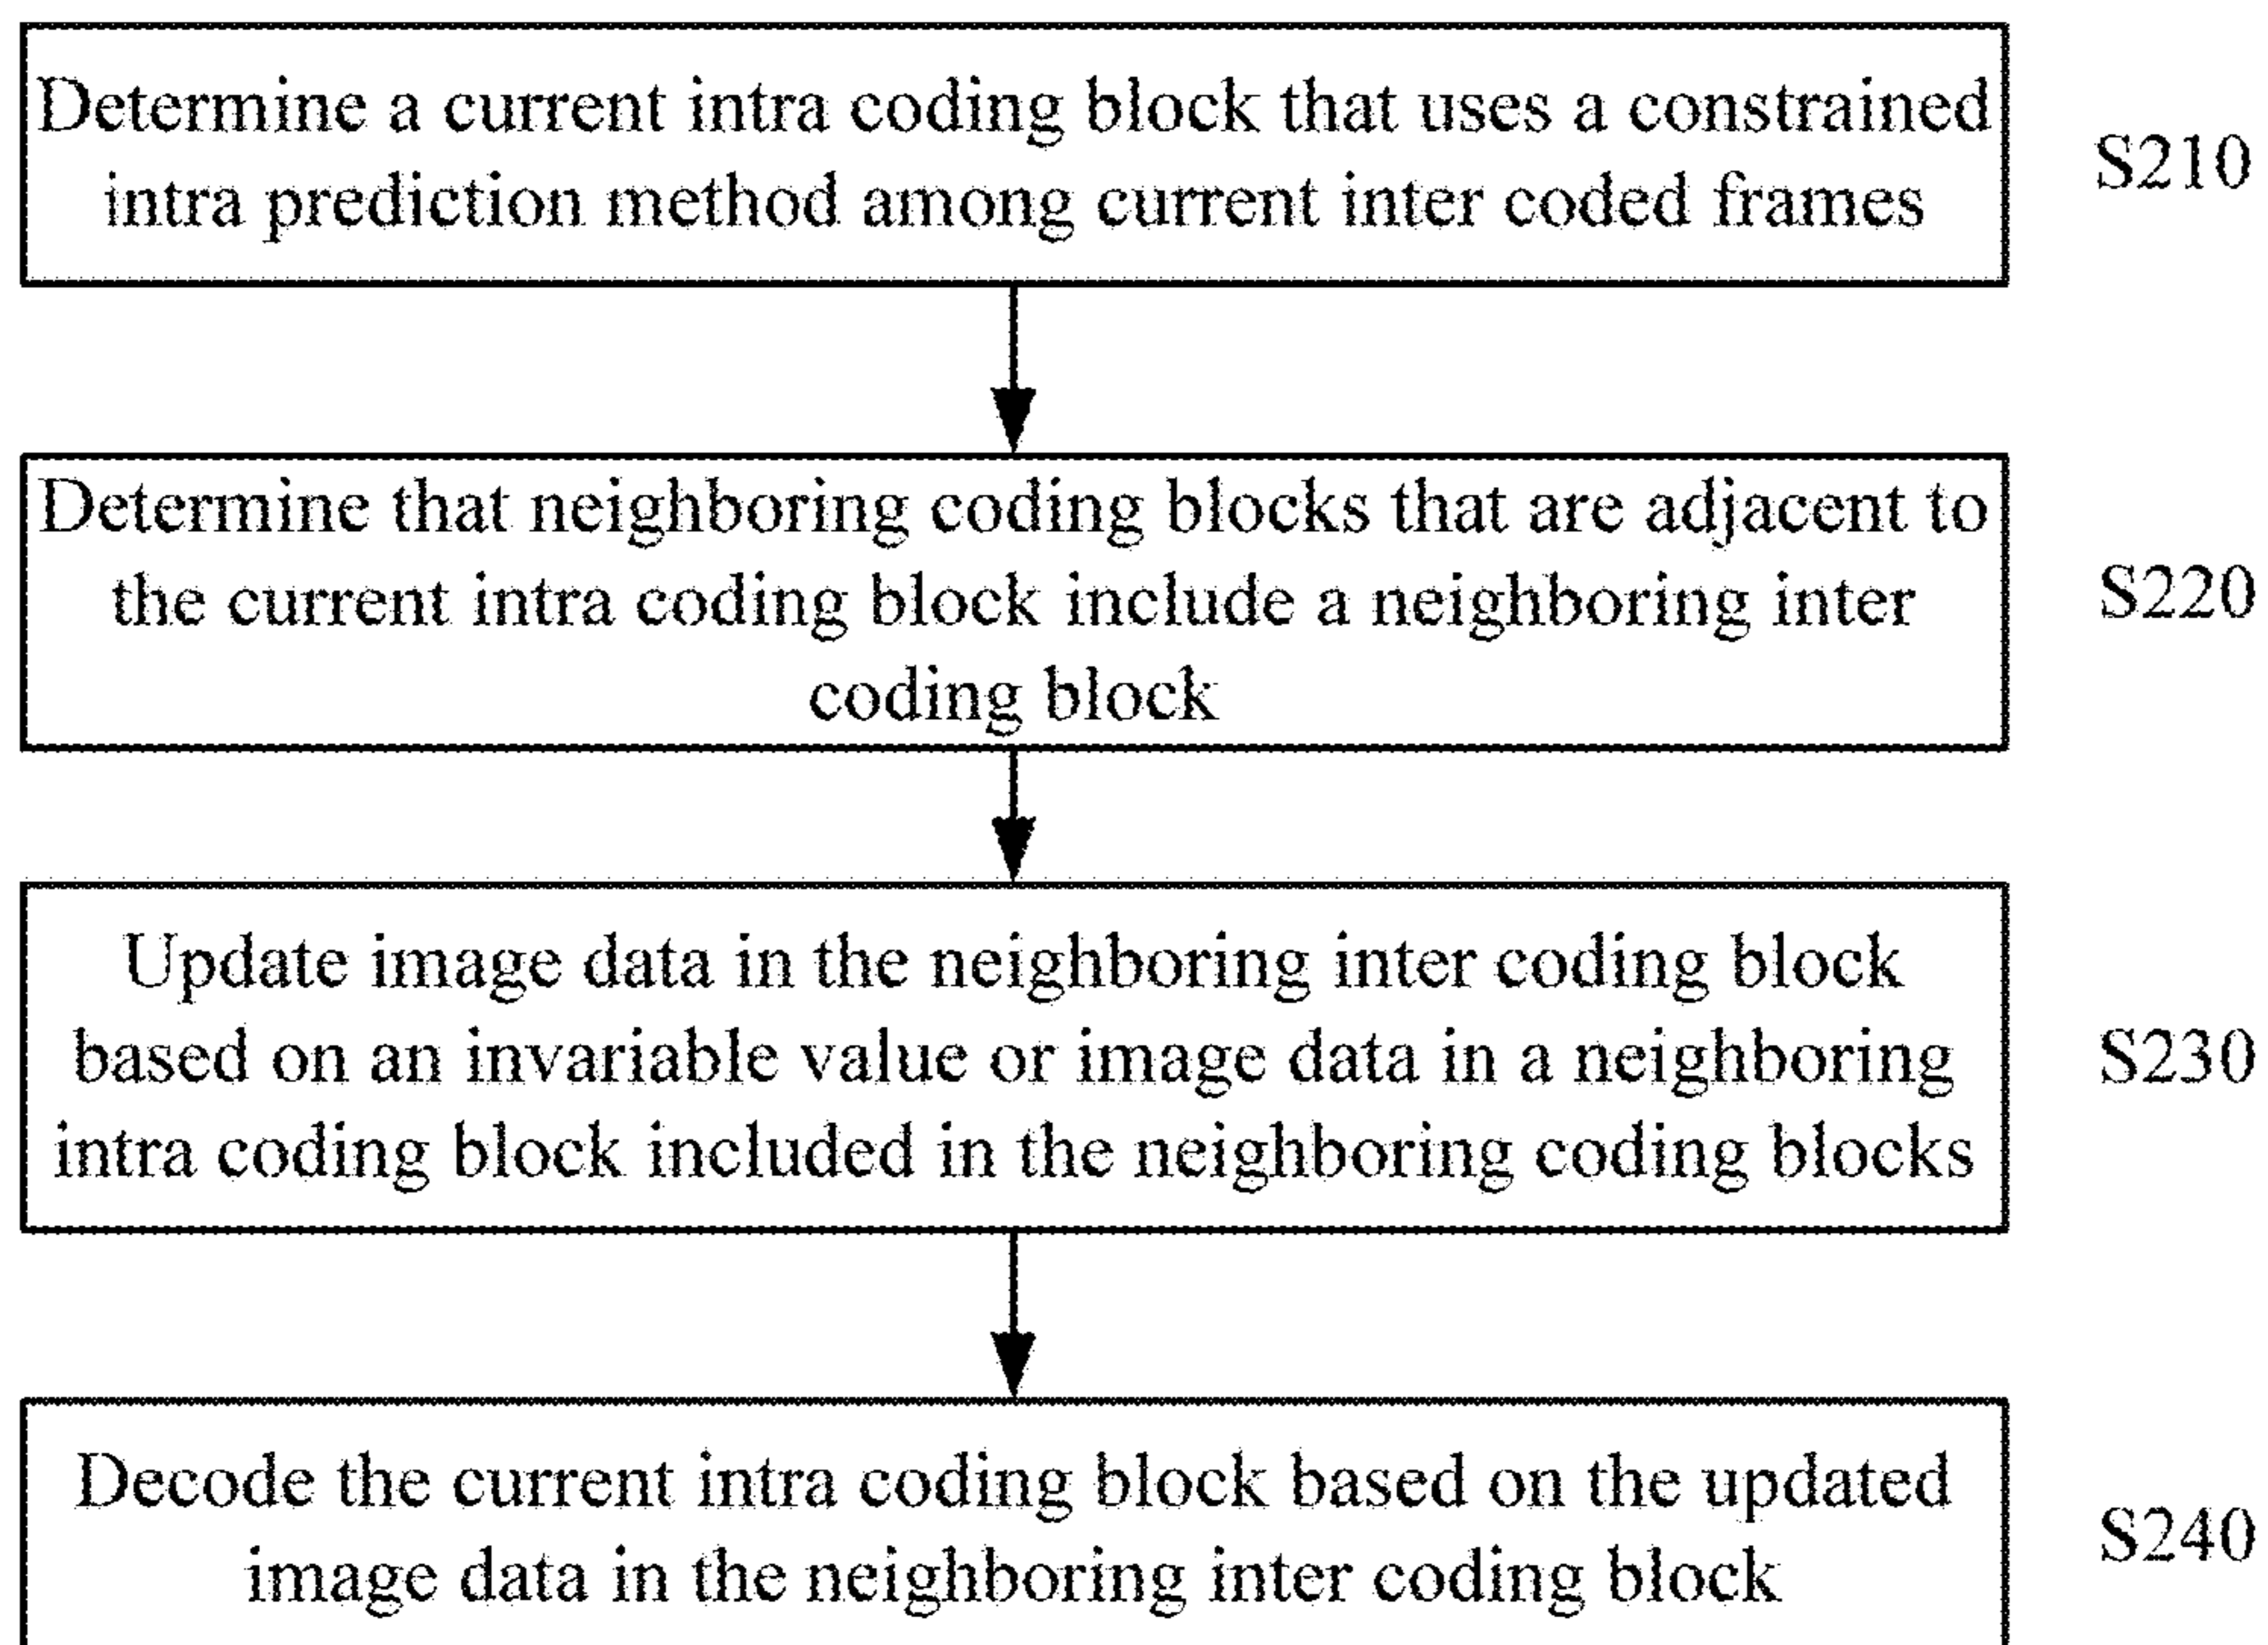 Determine a current intra coding block that uses a constrained
intra prediction method among current inter coded frames
S210
Determine that neighboring coding blocks that are adjacent to
the current intra coding block include a neighboring inter
coding block
S220
Update image data in the neighboring inter coding block
based on an invariable value or image data in a neighboring
intra coding block included in the neighboring coding blocks
S230
Decode the current intra coding block based on the updated
image data in the neighboring inter coding block
S240